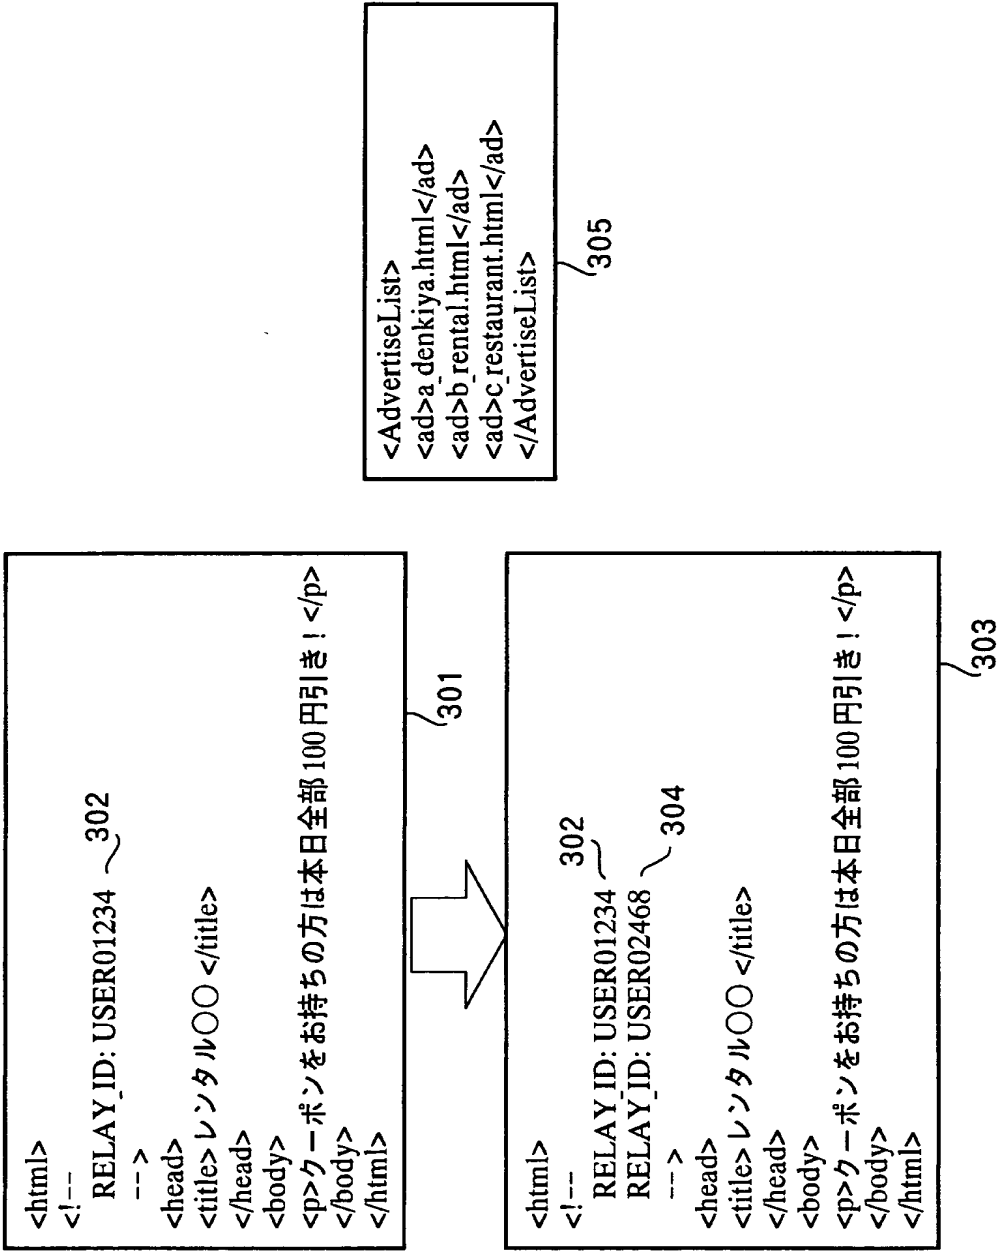 <html>
<!--
RELAY_ID: USER01234
302
-->
<head>
<title>レンタル〇〇</title>
</head>
<body>
<p>クーポンをお持ちの方は本日全部100円引き!</p>
</body>
</html>
301
<html>
<!--
RELAY_ID: USER01234
302
RELAY_ID: USER02468
304
-->
<head>
<title>レンタル〇〇</title>
</head>
<body>
<p>クーポンをお持ちの方は本日全部100円引き!</p>
</body>
</html>
303
<AdvertiseList>
<ad>a_denkiya.html</ad>
<ad>b_rental.html</ad>
<ad>c_restaurant.html</ad>
</AdvertiseList>
305